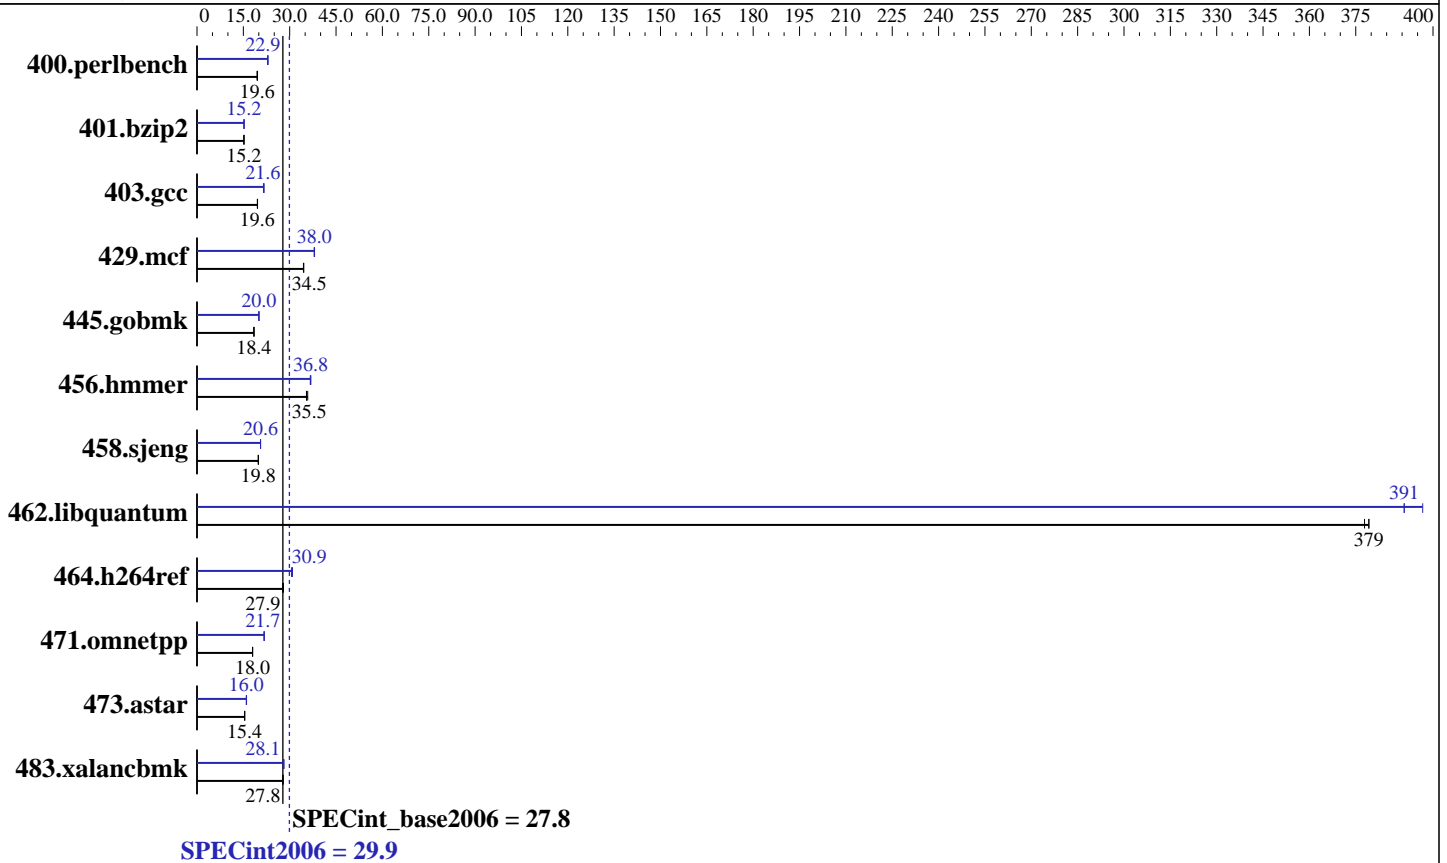 0 15.0 30.0 45.0 60.0 75.0 90.0 105 120 135 150 165 180 195 210 225 240 255 270 285 300 315 330 345 360 375 400
22.9
400.perlbench
19.6
15.2
401.bzip2
15.2
21.6
403.gcc
19.6
38.0
429.mcf
34.5
20.0
445.gobmk
18.4
36.8
456.hmmer
35.5
20.6
458.sjeng
19.8
391
462.libquantum
379
30.9
464.h264ref
27.9
21.7
471.omnetpp
18.0
16.0
473.astar
15.4
28.1
483.xalancbmk
27.8
SPECint_base2006 = 27.8
SPECint2006 = 29.9